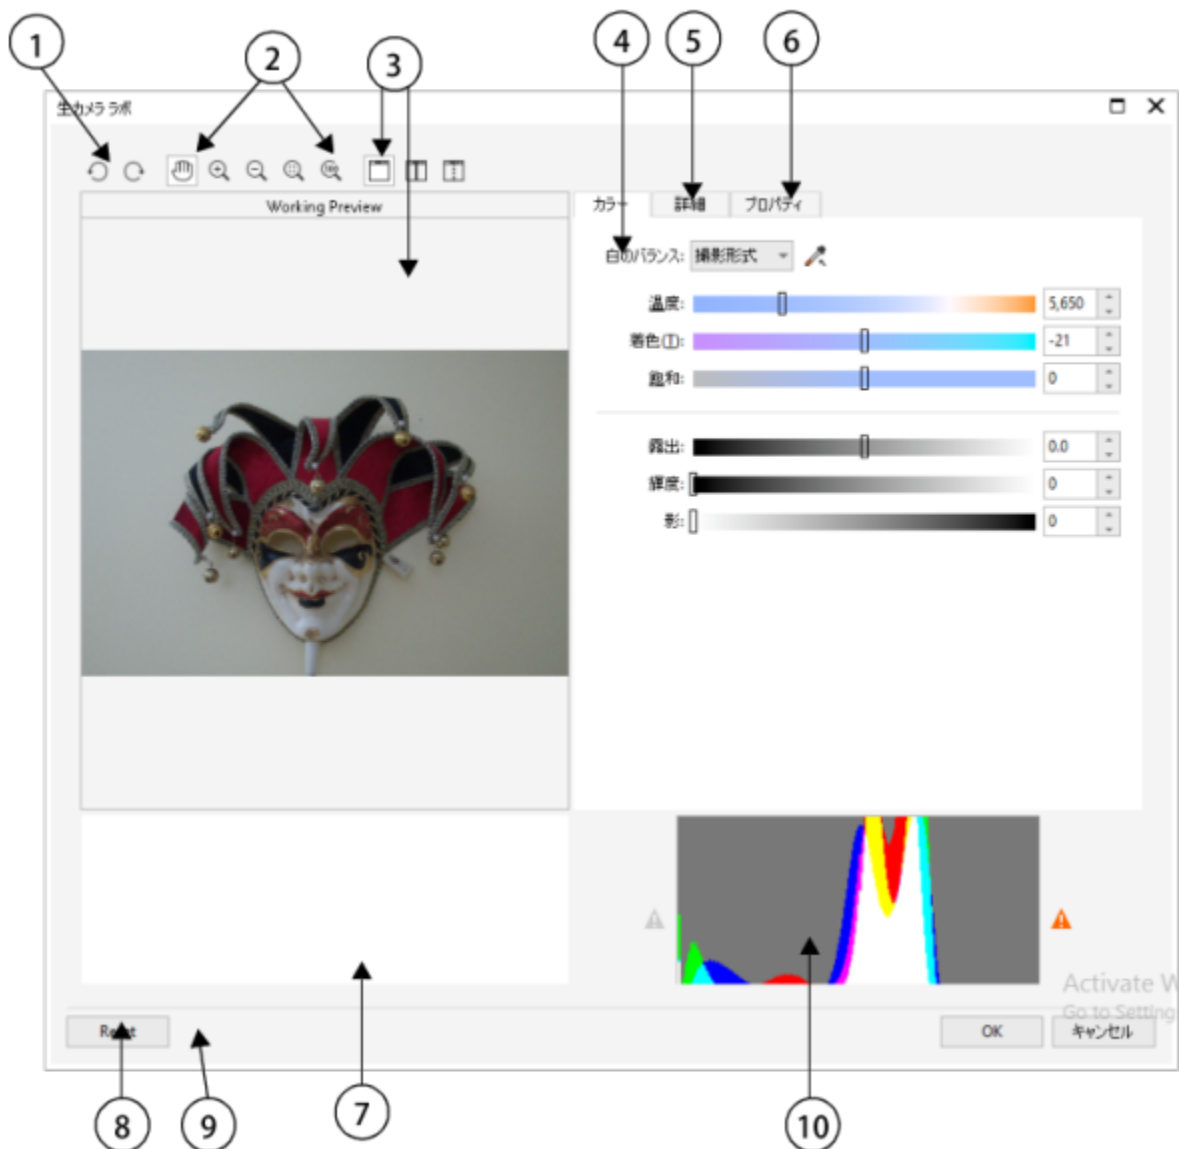 1
2
3
4
5
6
生カメラ ラボ
100
Working Preview
カラー 詳細 プロパティ
白のバランス: 撮影形式
温度: 5,650
着色(I): -21
飽和: 0
露出: 0.0
輝度: 0
影: 0
Activate W
Go to Setting
Reset
OK
キャンセル
7
8
9
10